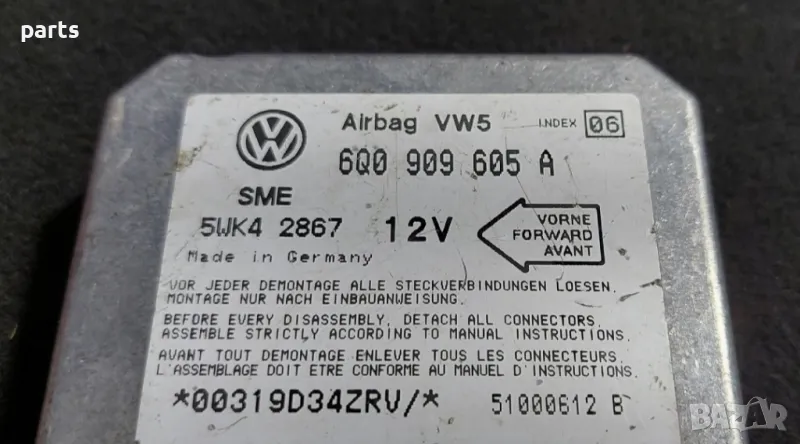 parts
Airbag VW5 INDEX 06
6Q0 909 605 A
SME
5WK4 2867 12V
VORNE
FORWARD
AVANT
Made in Germany
VOR JEDER DEMONTAGE ALLE STECKVERBINDUNGEN LOESEN.
MONTAGE NUR NACH EINBAUANWEISUNG.
BEFORE EVERY DISASSEMBLY, DETACH ALL CONNECTORS.
ASSEMBLE STRICTLY ACCORDING TO MANUAL INSTRUCTIONS.
AVANT TOUT DEMONTAGE ENLEVER TOUS LES CONNECTEURS.
L'ASSEMBLAGE DOIT ETRE CONFORME AU MANUEL D'INSTRUCTIONS.
*00319D34ZRV/* 51000612 B
BAZAR